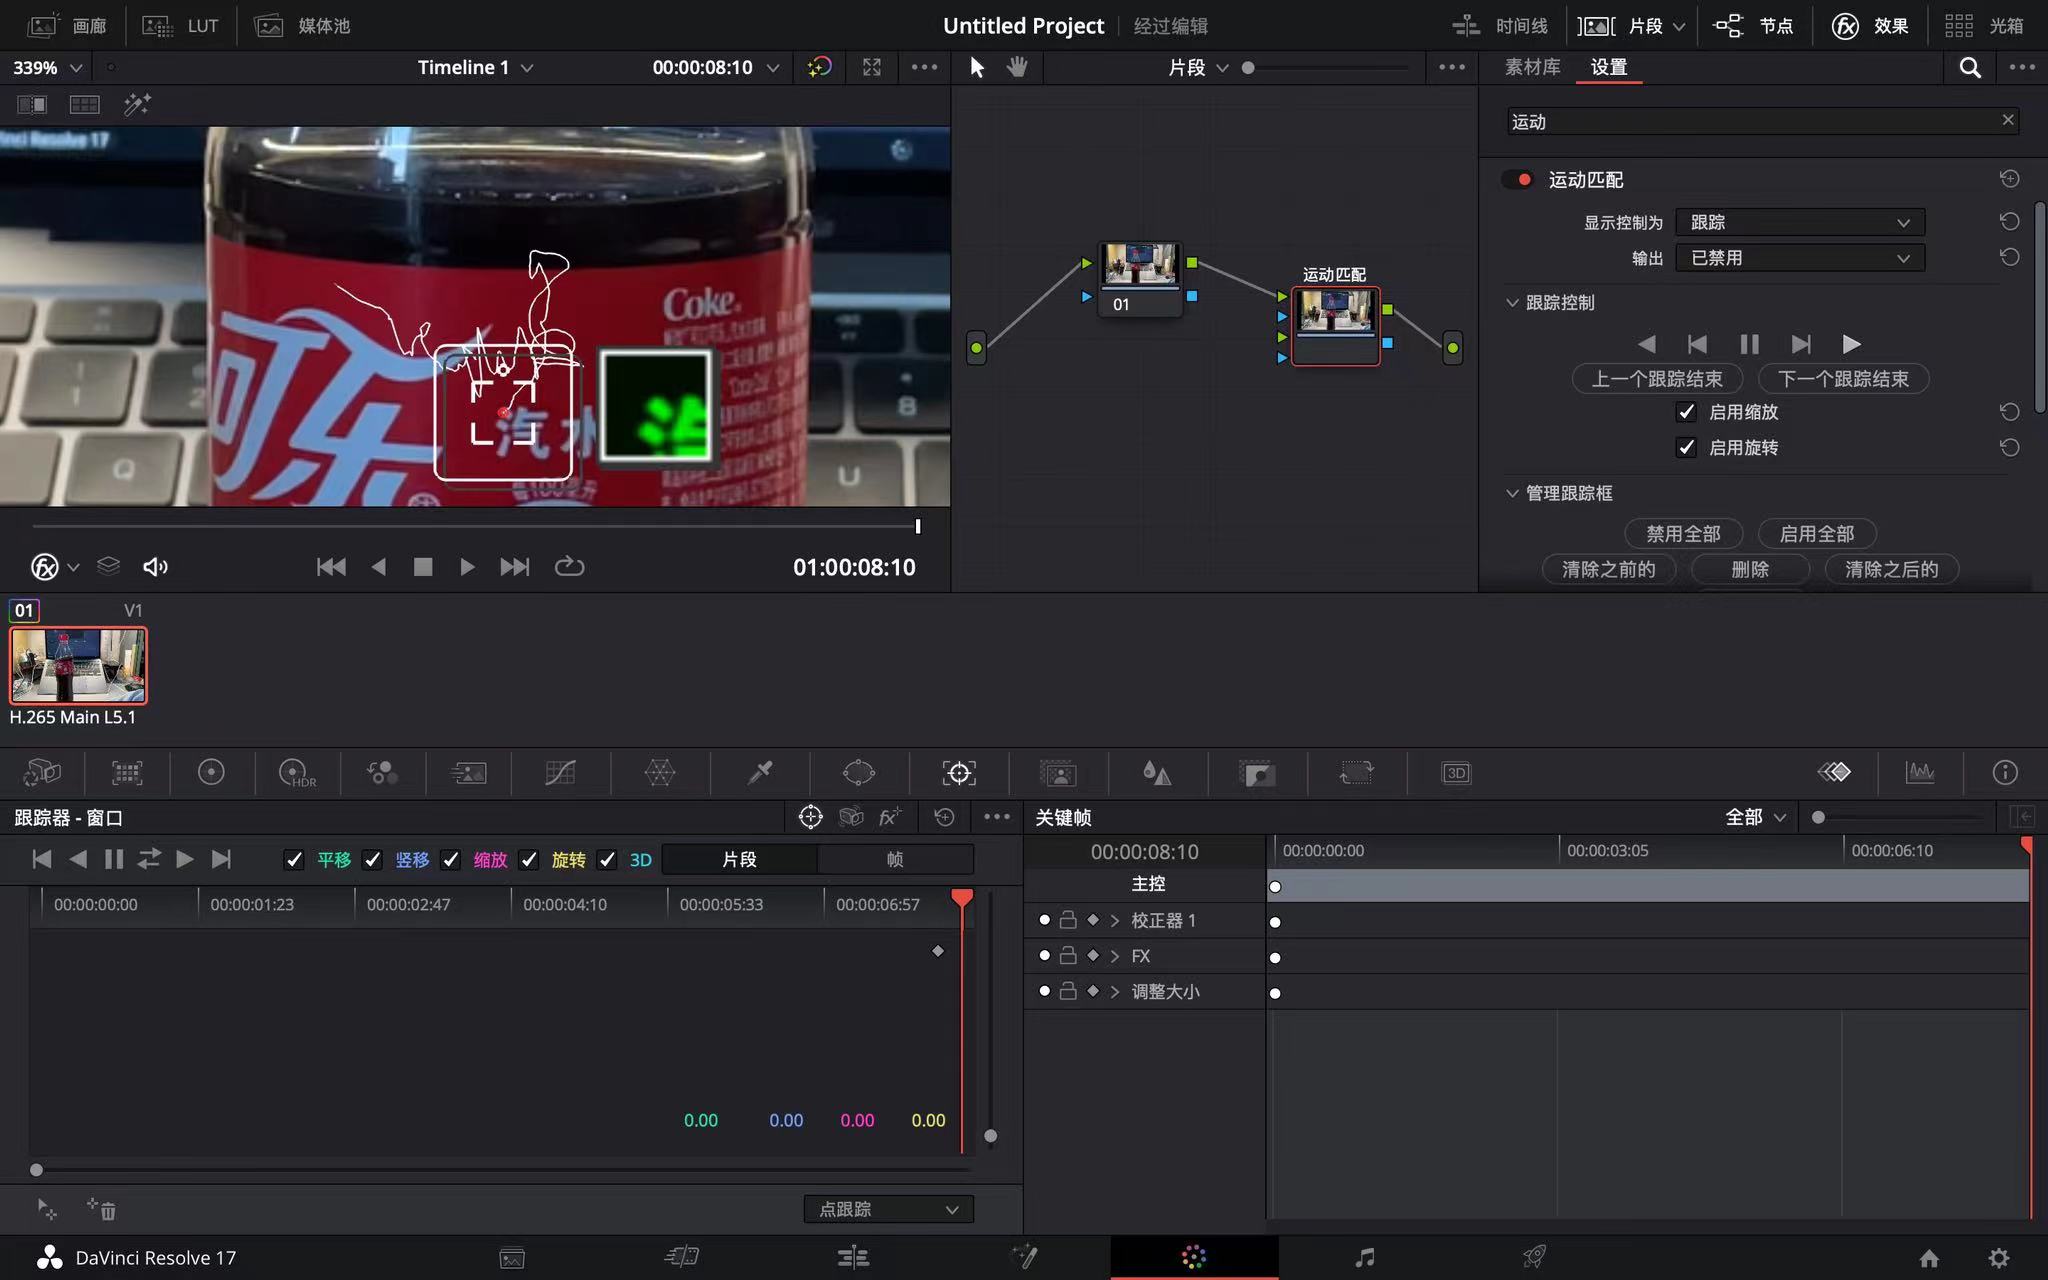 画廊
LUT
媒体池
Untitled Project
经过编辑
时间线
片段
节点
效果
光箱
339%
Timeline 1
00:00:08:10
片段
素材库
设置
运动
运动匹配
显示控制为
跟踪
输出
已禁用
跟踪控制
上一个跟踪结束
下一个跟踪结束
启用缩放
启用旋转
管理跟踪框
禁用全部
启用全部
清除之前的
删除
清除之后的
Coke
可乐
汽水
Q
U
8
01
运动匹配
01:00:08:10
01
V1
H.265 Main L5.1
HDR
3D
跟踪器 - 窗口
平移
竖移
缩放
旋转
3D
片段
帧
00:00:00:00
00:00:01:23
00:00:02:47
00:00:04:10
00:00:05:33
00:00:06:57
0.00
0.00
0.00
0.00
点跟踪
关键帧
全部
00:00:08:10
00:00:00:00
00:00:03:05
00:00:06:10
主控
校正器 1
FX
调整大小
DaVinci Resolve 17